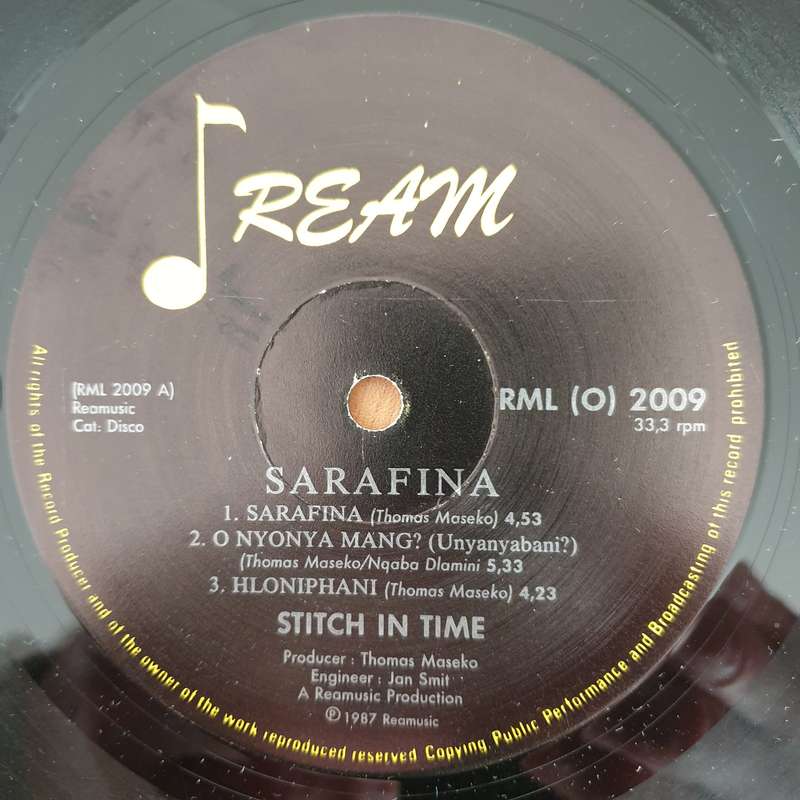 REAM
(RML 2009 A)
Reamusic
Cat: Disco
RML (O) 2009
33,3 rpm
SARAFINA
1. SARAFINA (Thomas Maseko) 4,53
2. O NYONYA MANG? (Unyanyabani?)
(Thomas Maseko/Nqaba Dlamini 5,33
3. HLONIPHANI (Thomas Maseko) 4,23
STITCH IN TIME
Producer : Thomas Maseko
Engineer : Jan Smit
A Reamusic Production
℗ 1987 Reamusic
All rights of the Record Producer and of the owner of the work reproduced reserved Copying Public Performance and Broadcasting of this record prohibited